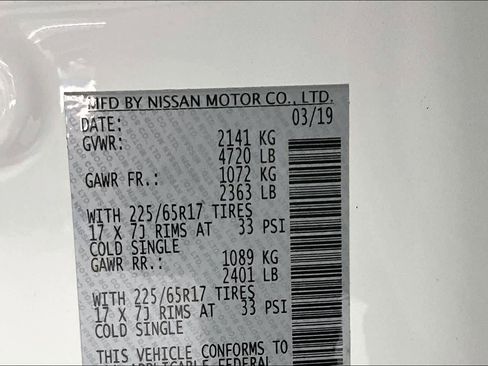 MFD BY NISSAN MOTOR CO., LTD.
DATE: 03/19
GVWR: 2141 KG
4720 LB
GAWR FR.: 1072 KG
2363 LB
WITH 225/65R17 TIRES
17 X 7J RIMS AT 33 PSI
COLD SINGLE
GAWR RR.: 1089 KG
2401 LB
WITH 225/65R17 TIRES
17 X 7J RIMS AT 33 PSI
COLD SINGLE
THIS VEHICLE CONFORMS TO
APPLICABLE FEDERAL